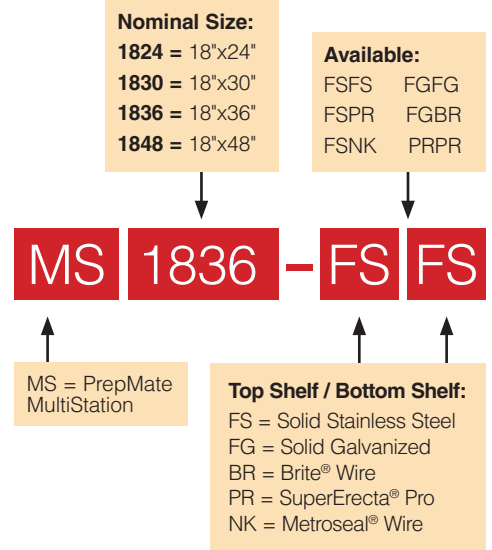 Nominal Size:
1824 = 18"x24"
1830 = 18"x30"
1836 = 18"x36"
1848 = 18"x48"
Available:
FSFS FGFG
FSPR FGBR
FSNK PRPR
MS 1836 – FS FS
MS = PrepMate
MultiStation
Top Shelf / Bottom Shelf:
FS = Solid Stainless Steel
FG = Solid Galvanized
BR = Brite® Wire
PR = SuperErecta® Pro
NK = Metroseal® Wire